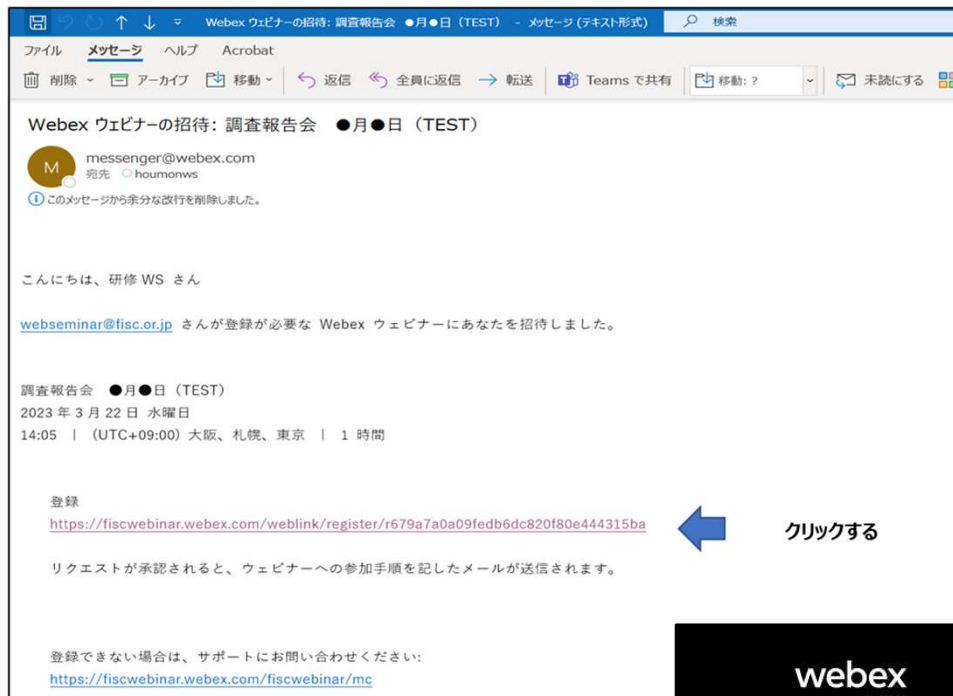 Webex ウェビナーの招待: 調査報告会 ●月●日（TEST） - メッセージ (テキスト形式)
検索
ファイル メッセージ ヘルプ Acrobat
削除 アーカイブ 移動 返信 全員に返信 転送 Teams で共有 移動: ? 未読にする
Webex ウェビナーの招待: 調査報告会 ●月●日（TEST）
M
messenger@webex.com
宛先 houmonws
このメッセージから余分な改行を削除しました。
こんにちは、研修 WS さん
webseminar@fisc.or.jp さんが登録が必要な Webex ウェビナーにあなたを招待しました。
調査報告会 ●月●日（TEST）
2023 年 3 月 22 日 水曜日
14:05 | (UTC+09:00) 大阪、札幌、東京 | 1 時間
登録
https://fiscwebinar.webex.com/weblink/register/r679a7a0a09fedb6dc820f80e444315ba
クリックする
リクエストが承認されると、ウェビナーへの参加手順を記したメールが送信されます。
登録できない場合は、サポートにお問い合わせください:
https://fiscwebinar.webex.com/fiscwebinar/mc
webex